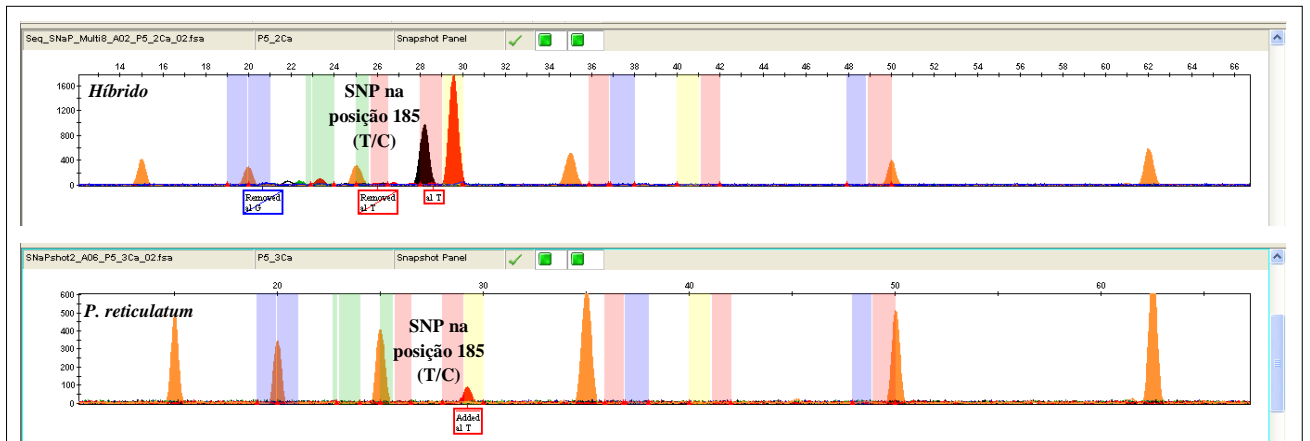 Seq_SNaP_Multi8_A02_P5_2Ca_02.fsa P5_2Ca Snapshot Panel
14 16 18 20 22 24 26 28 30 32 34 36 38 40 42 44 46 48 50 52 54 56 58 60 62 64 66
1600
1200
800
400
0
Híbrido
SNP na
posição 185
(T/C)
Removed
al G
Removed
al T
al T
SNaPshot2_A06_P5_3Ca_02.fsa P5_3Ca Snapshot Panel
20 30 40 50 60
600
500
400
300
200
100
0
P. reticulatum
SNP na
posição 185
(T/C)
Added
al T